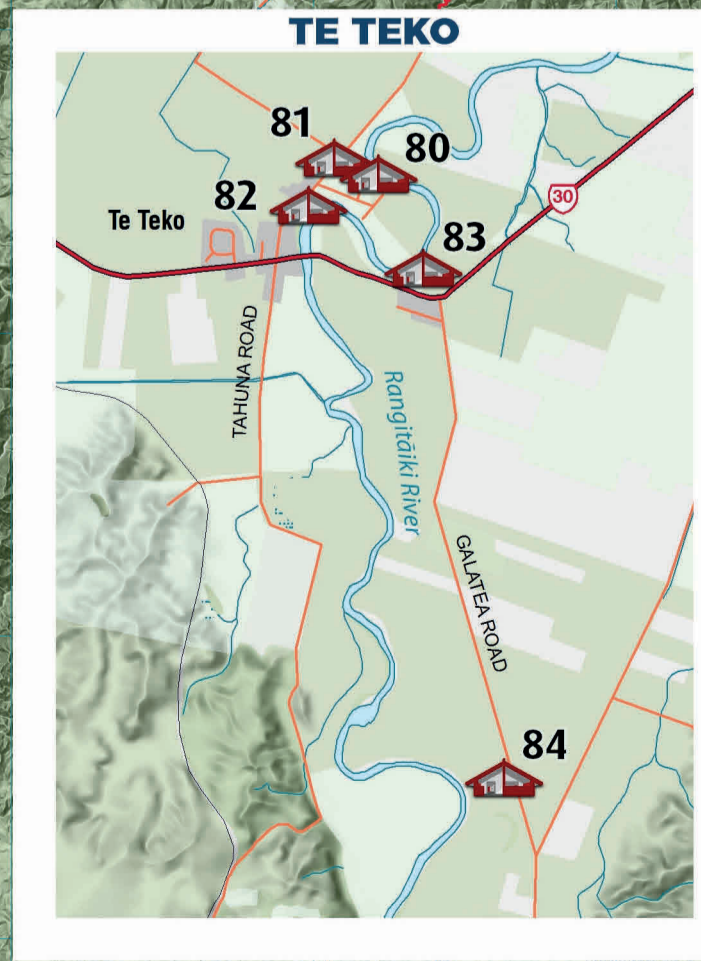 TE TEKO
81
80
82
Te Teko
30
83
TAHUNA ROAD
Rangitāiki River
GALATEA ROAD
84